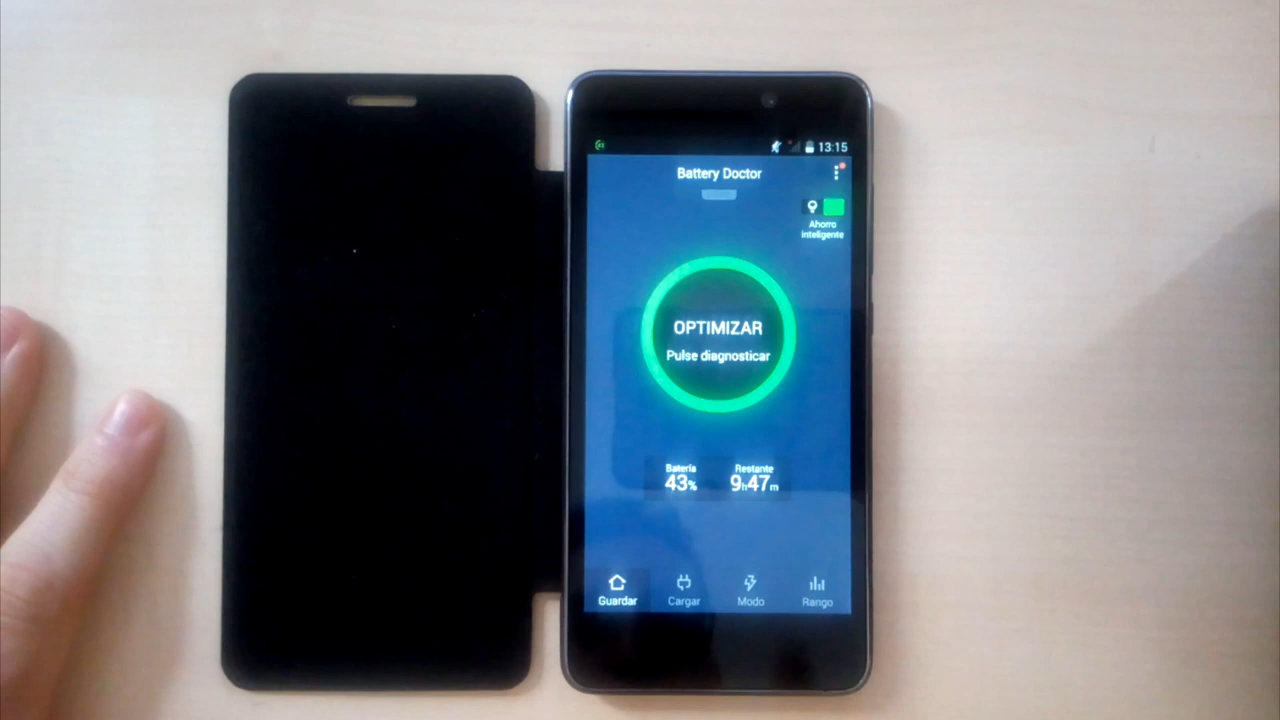 13:15
Battery Doctor
Ahorro
inteligente
OPTIMIZAR
Pulse diagnosticar
Batería Restante
43% 9h47m
Guardar Cargar Modo Rango